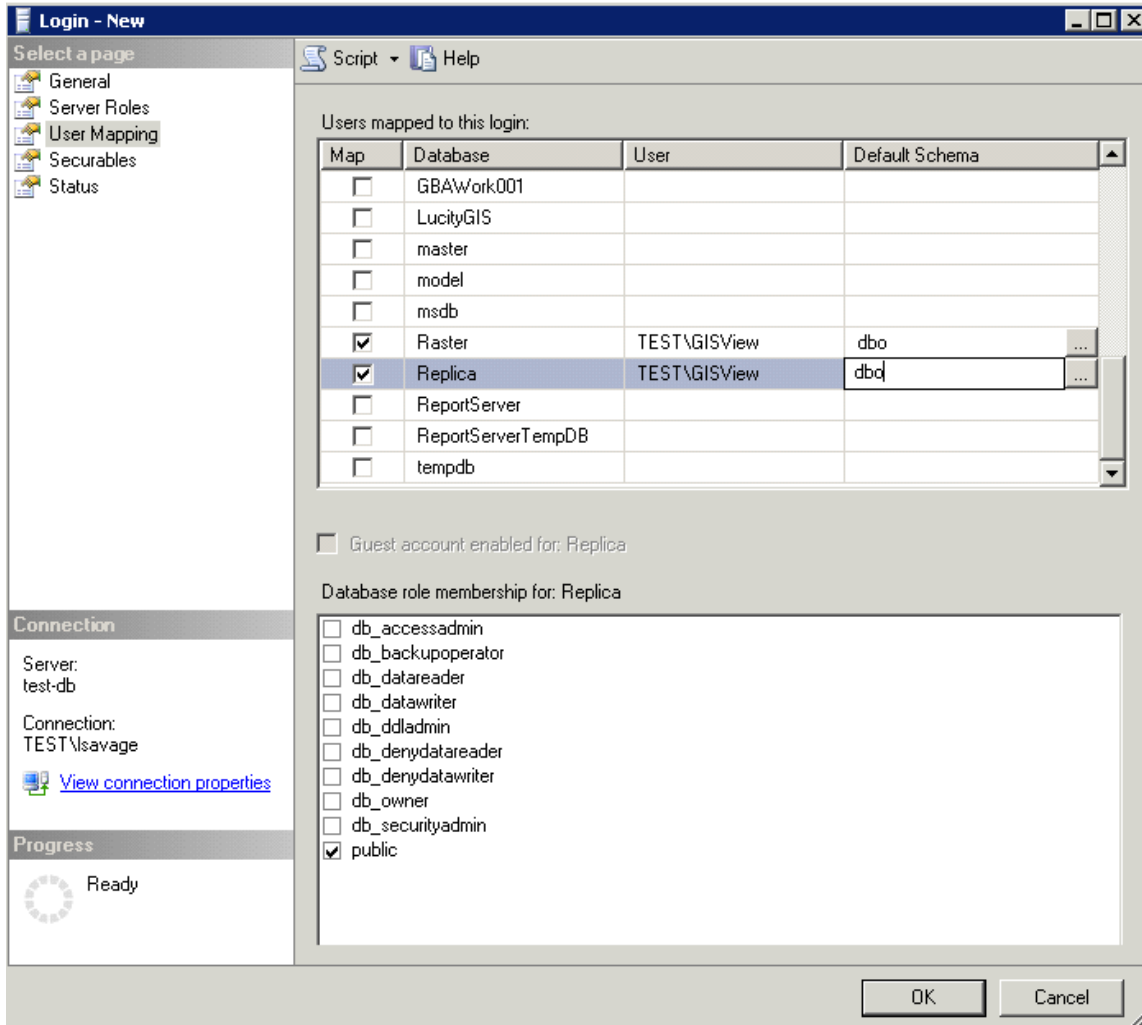 Login - New
Select a page
General
Server Roles
User Mapping
Securables
Status
Script Help
Users mapped to this login:
Map Database User Default Schema
GBAWork001
LucityGIS
master
model
msdb
Raster TEST\GISView dbo ...
Replica TEST\GISView dbo ...
ReportServer
ReportServerTempDB
tempdb
Guest account enabled for: Replica
Database role membership for: Replica
db_accessadmin
db_backupoperator
db_datareader
db_datawriter
db_ddladmin
db_denydatareader
db_denydatawriter
db_owner
db_securityadmin
public
Connection
Server:
test-db
Connection:
TEST\lsavage
View connection properties
Progress
Ready
OK Cancel